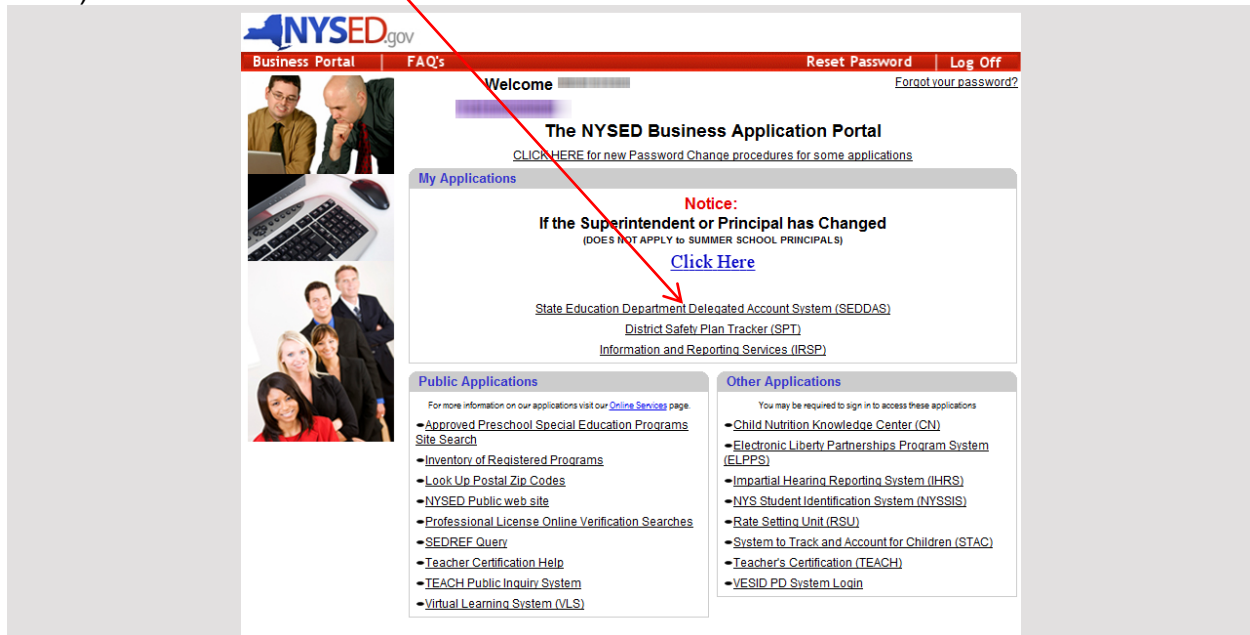 NYSED.gov
Business Portal | FAQ's Reset Password | Log Off
Welcome Forgot your password?
The NYSED Business Application Portal
CLICK HERE for new Password Change procedures for some applications
My Applications
Notice:
If the Superintendent or Principal has Changed
(DOES NOT APPLY to SUMMER SCHOOL PRINCIPALS)
Click Here
State Education Department Delegated Account System (SEDDAS)
District Safety Plan Tracker (SPT)
Information and Reporting Services (IRSP)
Public Applications
For more information on our applications visit our Online Services page.
Approved Preschool Special Education Programs
Site Search
Inventory of Registered Programs
Look Up Postal Zip Codes
NYSED Public web site
Professional License Online Verification Searches
SEDREF Query
Teacher Certification Help
TEACH Public Inquiry System
Virtual Learning System (VLS)
Other Applications
You may be required to sign in to access these applications
Child Nutrition Knowledge Center (CN)
Electronic Liberty Partnerships Program System
(ELPPS)
Impartial Hearing Reporting System (IHRS)
NYS Student Identification System (NYSSIS)
Rate Setting Unit (RSU)
System to Track and Account for Children (STAC)
Teacher's Certification (TEACH)
VESID PD System Login